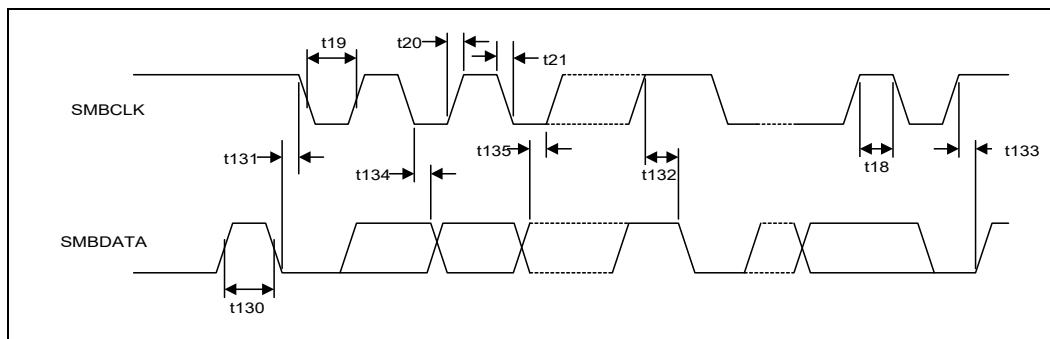 t19
t20
t21
SMBCLK
t131
t135
t134
t132
t18
t133
SMBDATA
t130